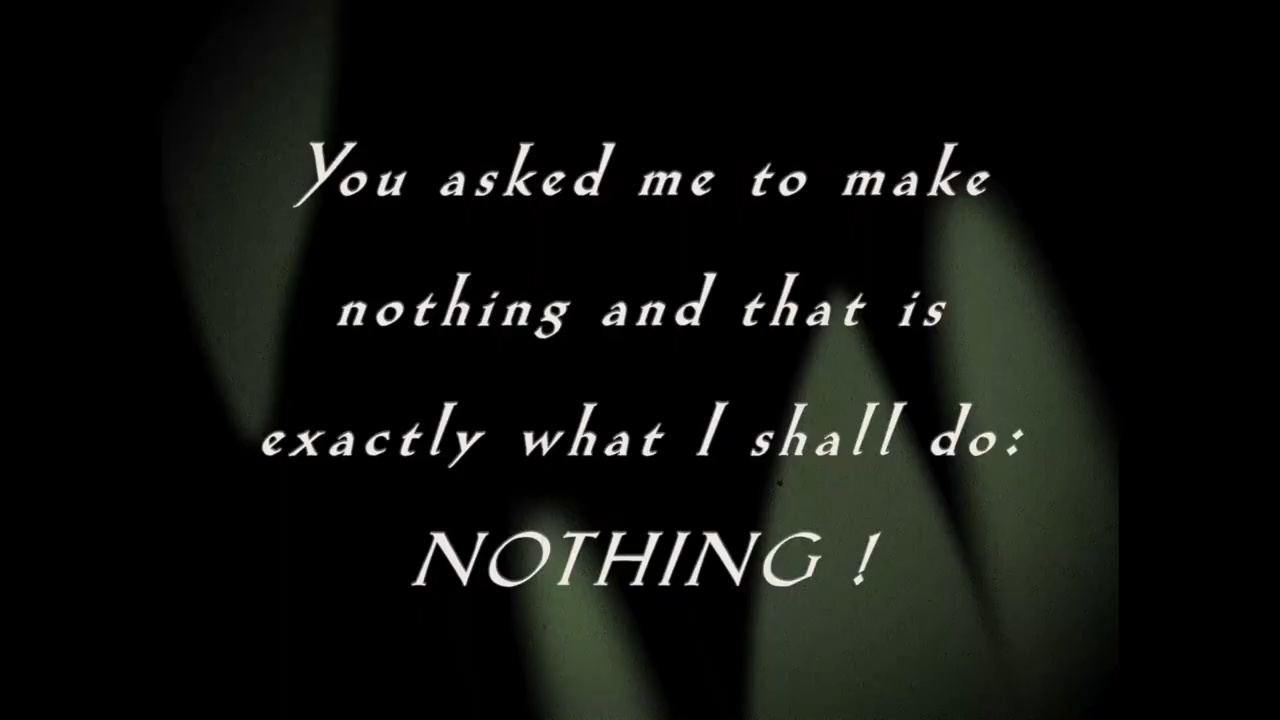 You asked me to make
nothing and that is
exactly what I shall do:
NOTHING !